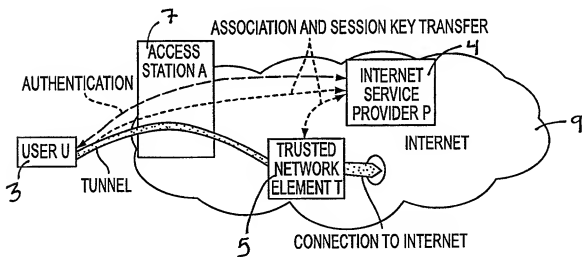 7
ASSOCIATION AND SESSION KEY TRANSFER
ACCESS
STATION A
4
AUTHENTICATION
INTERNET
SERVICE
PROVIDER P
9
INTERNET
USER U
3
TUNNEL
TRUSTED
NETWORK
ELEMENT T
5
CONNECTION TO INTERNET